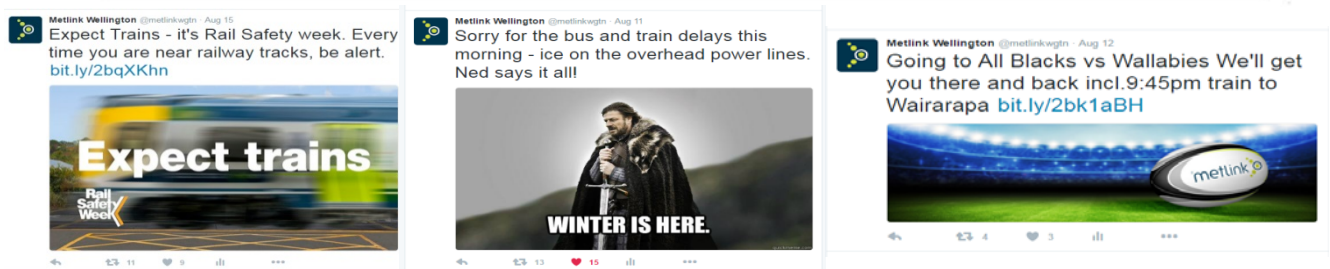 Metlink Wellington @metlinkwgtn · Aug 15
Expect Trains - it's Rail Safety week. Every
time you are near railway tracks, be alert.
bit.ly/2bqXKhn
Expect trains
Rail
Safety
Week
11 5
Metlink Wellington @metlinkwgtn · Aug 11
Sorry for the bus and train delays this
morning - ice on the overhead power lines.
Ned says it all!
WINTER IS HERE.
13 15
Metlink Wellington @metlinkwgtn · Aug 12
Going to All Blacks vs Wallabies We'll get
you there and back incl.9:45pm train to
Wairarapa bit.ly/2bk1aBH
metlink
4 3